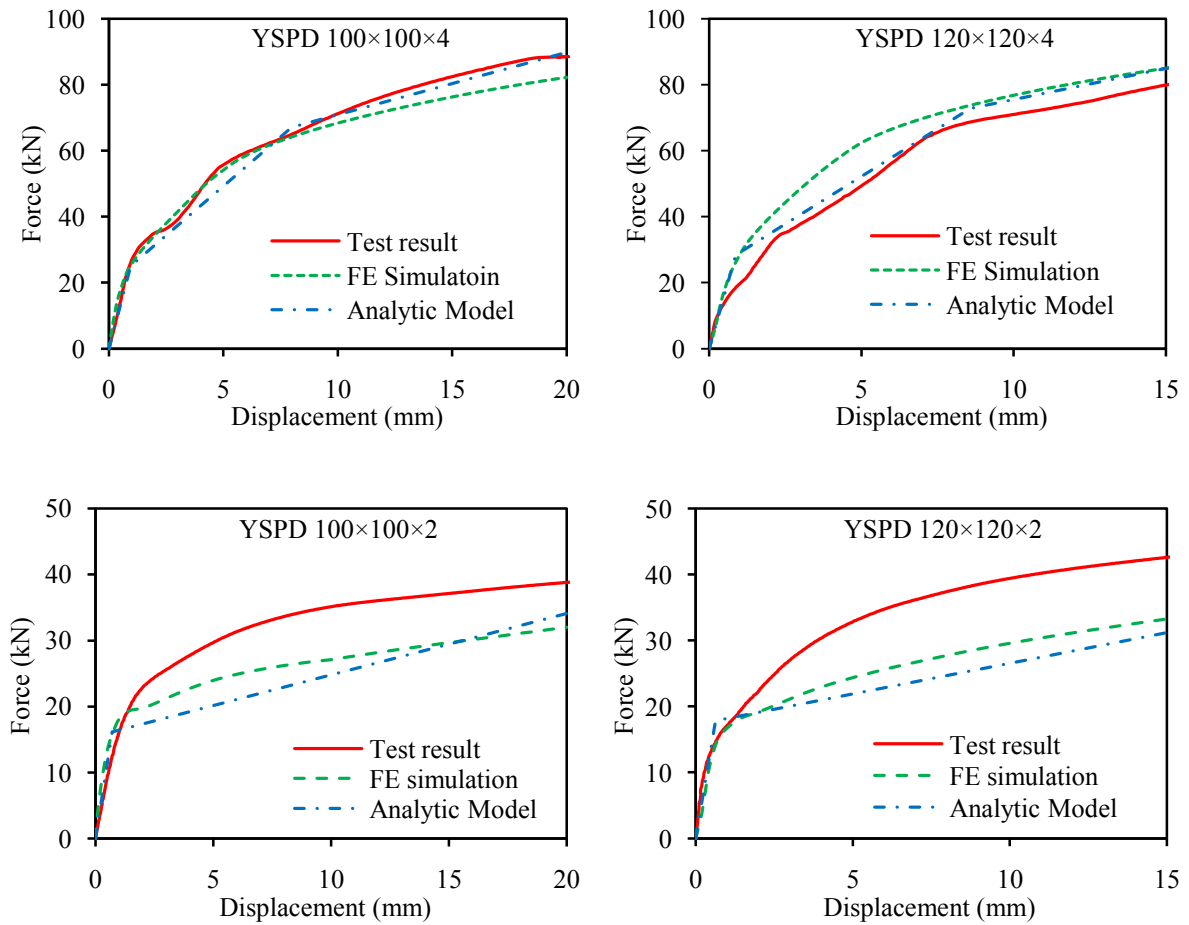 YSPD 100×100×4
100
80
60
40
20
0
Force (kN)
Test result
FE Simulatoin
Analytic Model
0 5 10 15 20
Displacement (mm)
YSPD 120×120×4
100
80
60
40
20
0
Force (kN)
Test result
FE Simulation
Analytic Model
0 5 10 15
Displacement (mm)
YSPD 100×100×2
50
40
30
20
10
0
Force (kN)
Test result
FE simulation
Analytic Model
0 5 10 15 20
Displacement (mm)
YSPD 120×120×2
50
40
30
20
10
0
Force (kN)
Test result
FE simulation
Analytic Model
0 5 10 15
Displacement (mm)